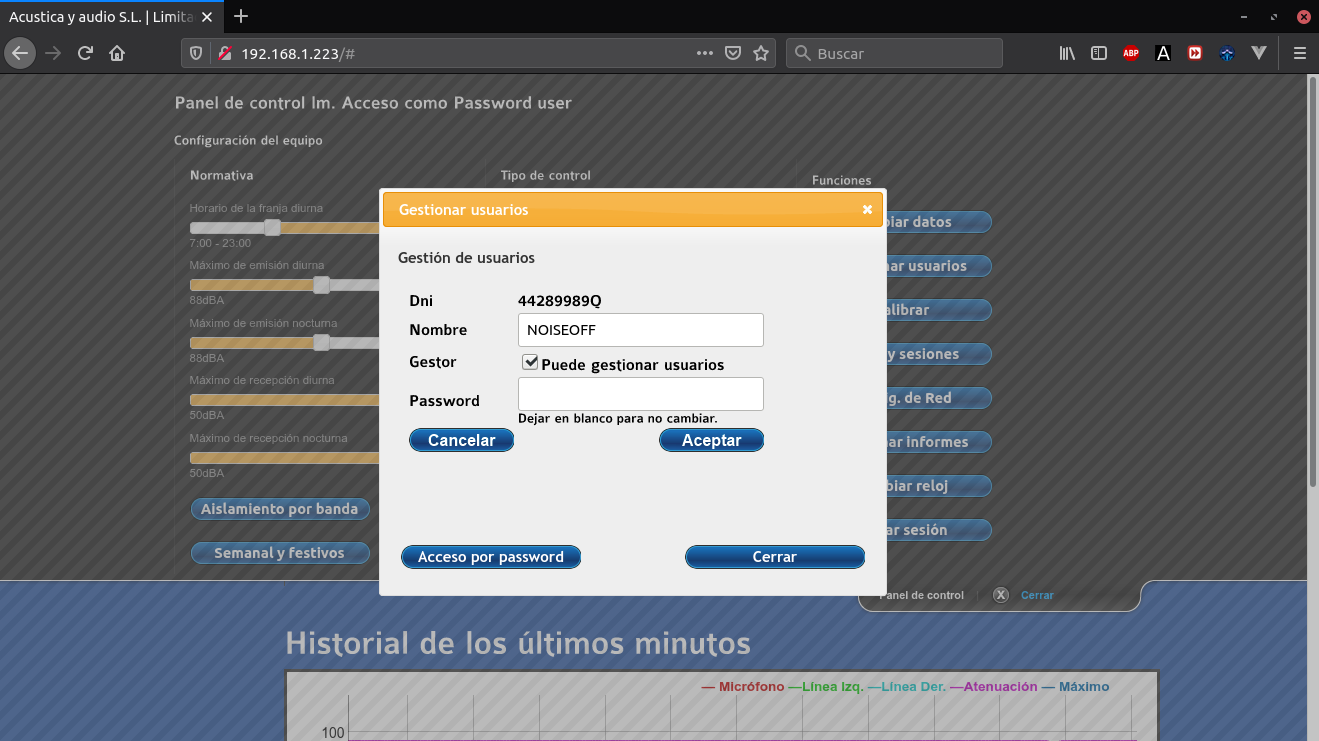 Acustica y audio S.L. | Limita
192.168.1.223/#
Buscar
ABP
A
Panel de control lm. Acceso como Password user
Configuración del equipo
Normativa
Tipo de control
Funciones
Horario de la franja diurna
7:00 - 23:00
Máximo de emisión diurna
88dBA
Máximo de emisión nocturna
88dBA
Máximo de recepción diurna
50dBA
Máximo de recepción nocturna
50dBA
Aislamiento por banda
Semanal y festivos
Gestionar usuarios
Gestión de usuarios
Dni 44289989Q
Nombre NOISEOFF
Gestor Puede gestionar usuarios
Password
Dejar en blanco para no cambiar.
Cancelar Aceptar
Acceso por password Cerrar
biar datos
nar usuarios
alibrar
y sesiones
g. de Red
nar informes
biar reloj
ar sesión
Panel de control X Cerrar
Historial de los últimos minutos
— Micrófono —Línea Izq. —Línea Der. —Atenuación — Máximo
100